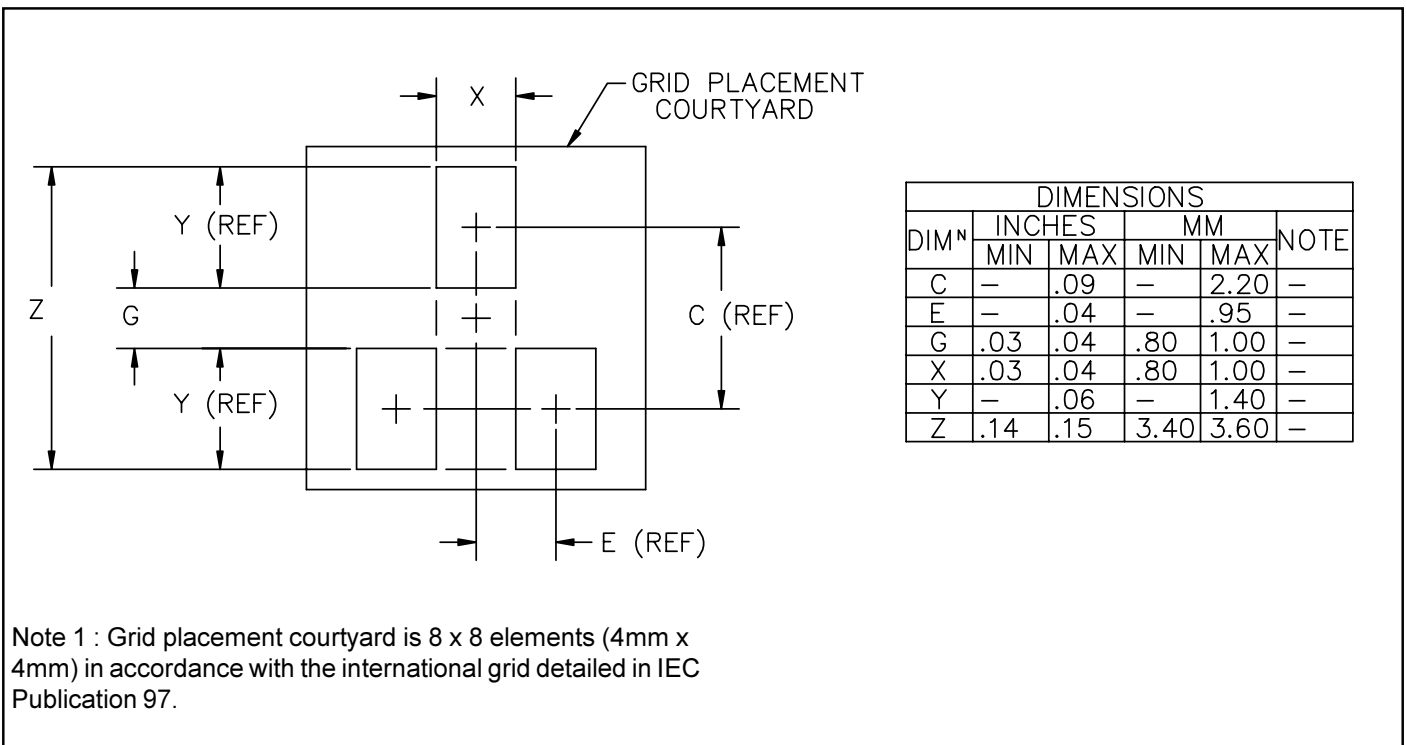 GRID PLACEMENT
COURTYARD
X
Y (REF)
Z
G
C (REF)
Y (REF)
E (REF)
DIMENSIONS
DIMᴺ INCHES MM NOTE
MIN MAX MIN MAX
C – .09 – 2.20 –
E – .04 – .95 –
G .03 .04 .80 1.00 –
X .03 .04 .80 1.00 –
Y – .06 – 1.40 –
Z .14 .15 3.40 3.60 –
Note 1 : Grid placement courtyard is 8 x 8 elements (4mm x
4mm) in accordance with the international grid detailed in IEC
Publication 97.